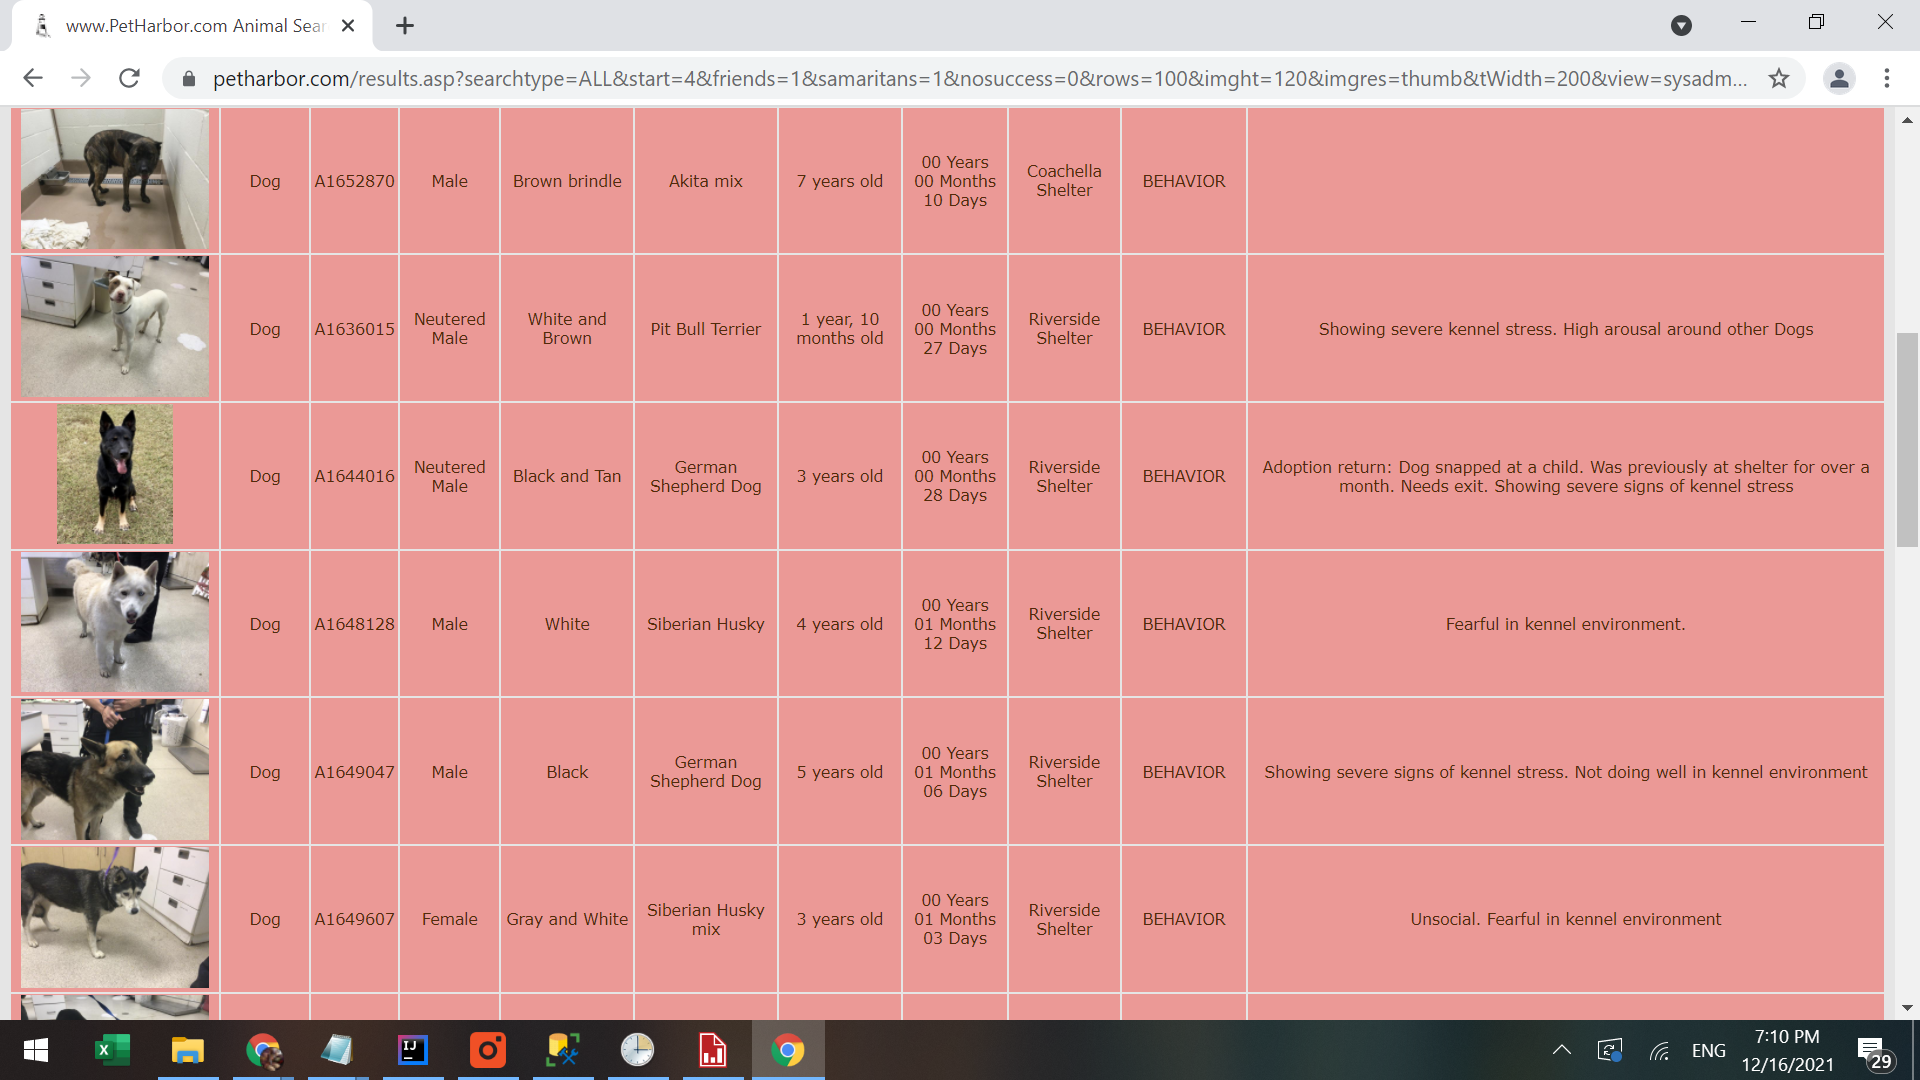 www.PetHarbor.com Animal Sear
petharbor.com/results.asp?searchtype=ALL&start=4&friends=1&samaritans=1&nosuccess=0&rows=100&imght=120&imgres=thumb&tWidth=200&view=sysadm...
Dog
A1652870
Male
Brown brindle
Akita mix
7 years old
00 Years
00 Months
10 Days
Coachella
Shelter
BEHAVIOR
Dog
A1636015
Neutered
Male
White and
Brown
Pit Bull Terrier
1 year, 10
months old
00 Years
00 Months
27 Days
Riverside
Shelter
BEHAVIOR
Showing severe kennel stress. High arousal around other Dogs
Dog
A1644016
Neutered
Male
Black and Tan
German
Shepherd Dog
3 years old
00 Years
00 Months
28 Days
Riverside
Shelter
BEHAVIOR
Adoption return: Dog snapped at a child. Was previously at shelter for over a
month. Needs exit. Showing severe signs of kennel stress
Dog
A1648128
Male
White
Siberian Husky
4 years old
00 Years
01 Months
12 Days
Riverside
Shelter
BEHAVIOR
Fearful in kennel environment.
Dog
A1649047
Male
Black
German
Shepherd Dog
5 years old
00 Years
01 Months
06 Days
Riverside
Shelter
BEHAVIOR
Showing severe signs of kennel stress. Not doing well in kennel environment
Dog
A1649607
Female
Gray and White
Siberian Husky
mix
3 years old
00 Years
01 Months
03 Days
Riverside
Shelter
BEHAVIOR
Unsocial. Fearful in kennel environment
IJ
ENG
7:10 PM
12/16/2021
29